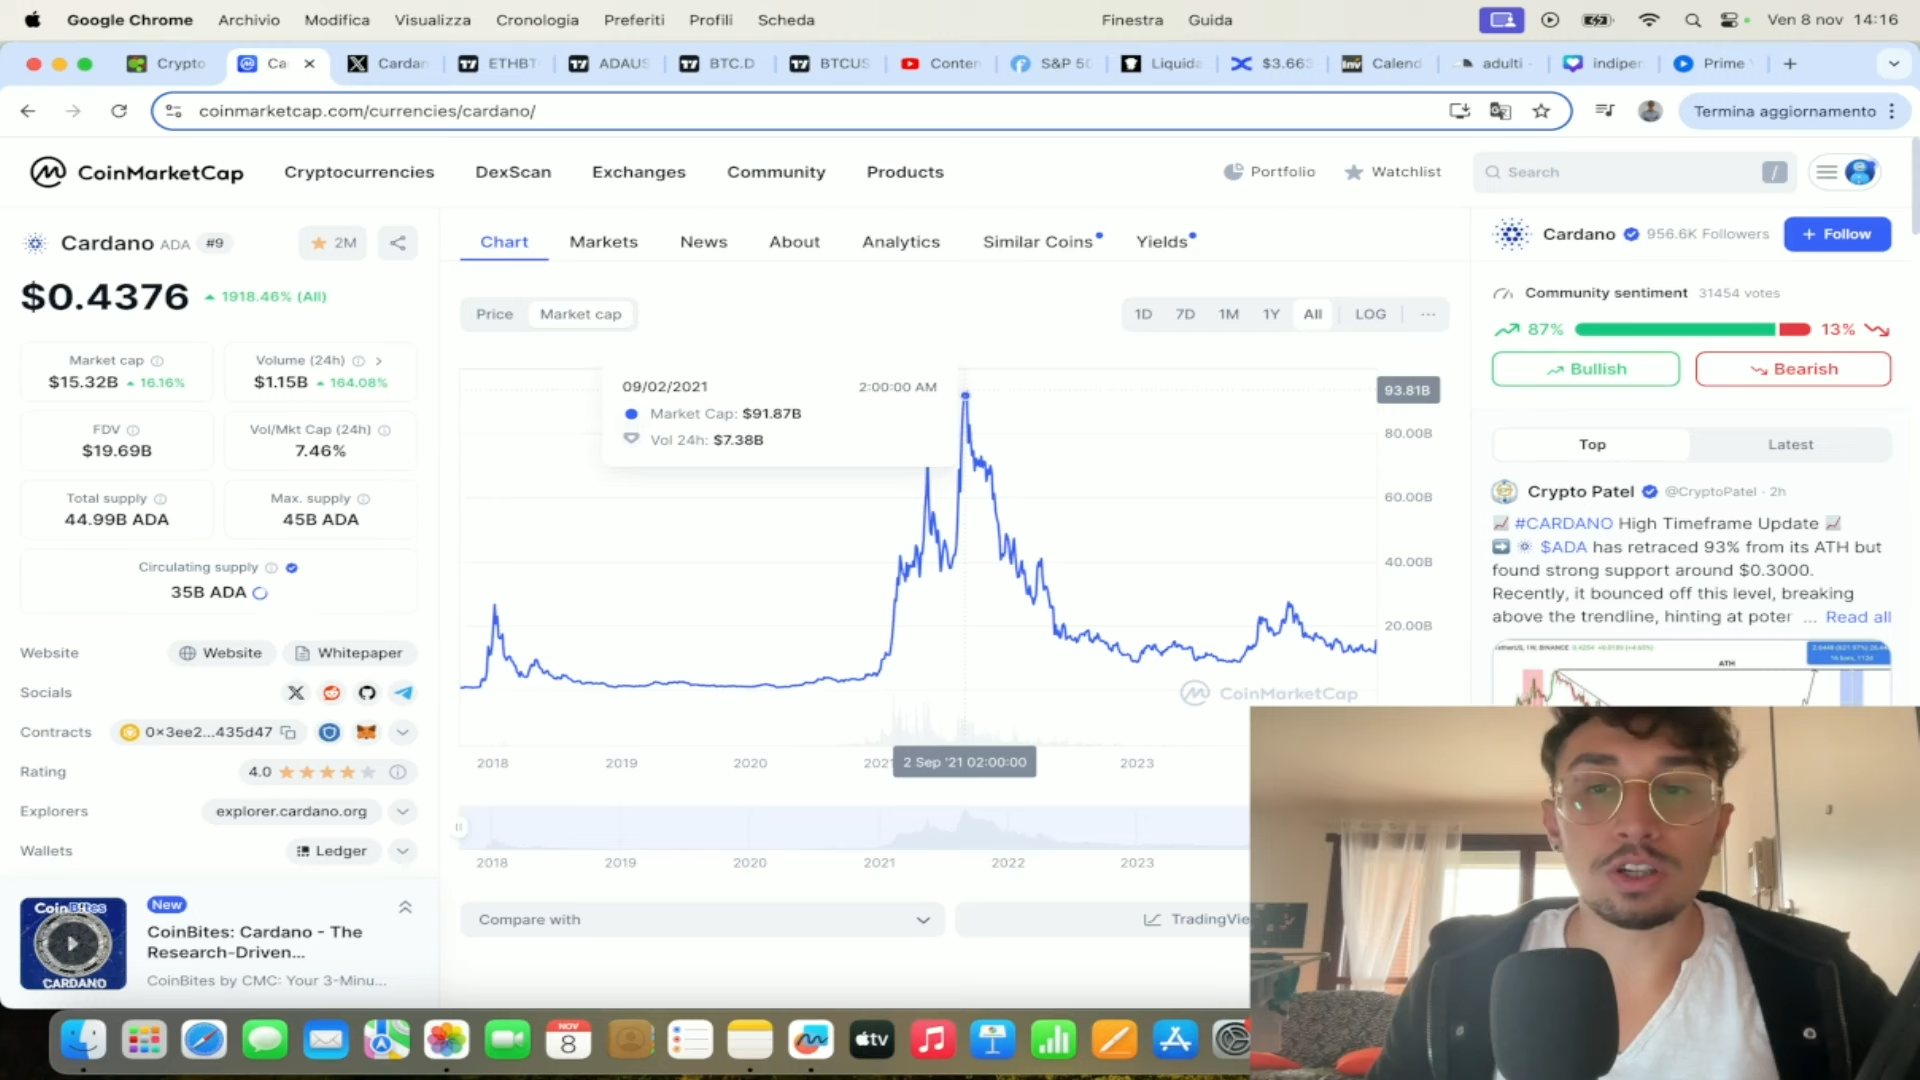 Google Chrome Archivio Modifica Visualizza Cronologia Preferiti Profili Scheda Finestra Guida Ven 8 nov 14:16
Crypto Ca Cardan ETHBT ADAUS BTC.D BTCUS Conten S&P 50 Liquida $3.663 Calend adulti - indiper Prime
coinmarketcap.com/currencies/cardano/ Termina aggiornamento
CoinMarketCap Cryptocurrencies DexScan Exchanges Community Products Portfolio Watchlist Search /
Cardano ADA #9 2M
$0.4376 1918.46% (All)
Market cap Volume (24h)
$15.32B 16.16% $1.15B 164.08%
FDV Vol/Mkt Cap (24h)
$19.69B 7.46%
Total supply Max. supply
44.99B ADA 45B ADA
Circulating supply
35B ADA
Website Website Whitepaper
Socials
Contracts 0x3ee2...435d47
Rating 4.0
Explorers explorer.cardano.org
Wallets Ledger
CoinB!tes
CARDANO
New
CoinBites: Cardano - The
Research-Driven...
CoinBites by CMC: Your 3-Minu...
Chart Markets News About Analytics Similar Coins Yields
Price Market cap 1D 7D 1M 1Y All LOG
09/02/2021 2:00:00 AM
Market Cap: $91.87B
Vol 24h: $7.38B
93.81B
80.00B
60.00B
40.00B
20.00B
CoinMarketCap
2018 2019 2020 2021 2 Sep '21 02:00:00 2023
2018 2019 2020 2021 2022 2023
Compare with TradingVie
Cardano 956.6K Followers + Follow
Community sentiment 31454 votes
87% 13%
Bullish Bearish
Top Latest
Crypto Patel @CryptoPatel · 2h
#CARDANO High Timeframe Update
$ADA has retraced 93% from its ATH but
found strong support around $0.3000.
Recently, it bounced off this level, breaking
above the trendline, hinting at poter ... Read all
ATH
NOV
8
tv